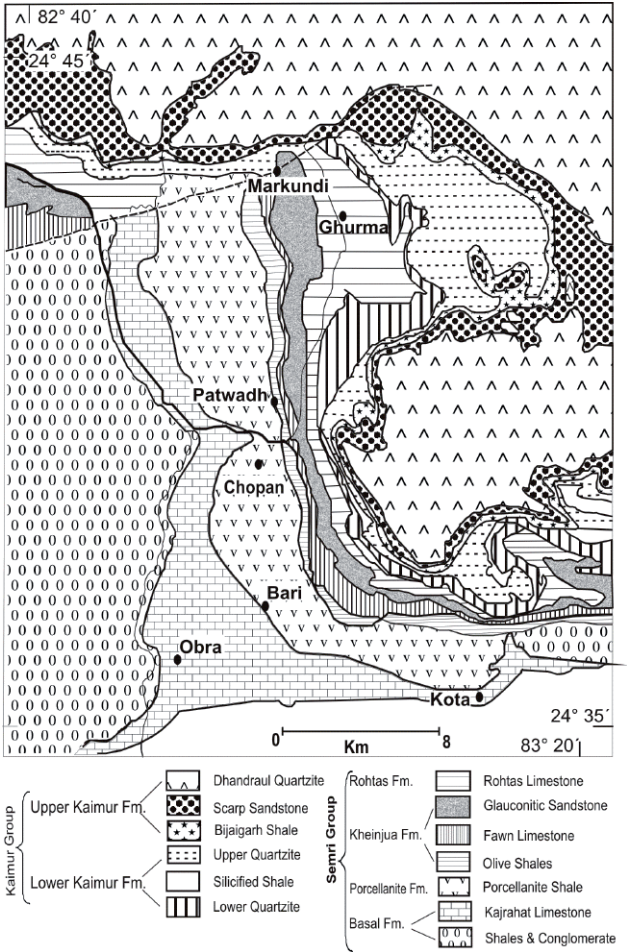 82° 40´
24° 45´
Markundi
Ghurma
Patwadh
Chopan
Bari
Obra
Kota
24° 35´
0 Km 8
83° 20´
Kaimur Group
Upper Kaimur Fm.
Dhandraul Quartzite
Scarp Sandstone
Bijaigarh Shale
Lower Kaimur Fm.
Upper Quartzite
Silicified Shale
Lower Quartzite
Semri Group
Rohtas Fm.
Rohtas Limestone
Kheinjua Fm.
Glauconitic Sandstone
Fawn Limestone
Olive Shales
Porcellanite Fm.
Porcellanite Shale
Basal Fm.
Kajrahat Limestone
Shales & Conglomerate